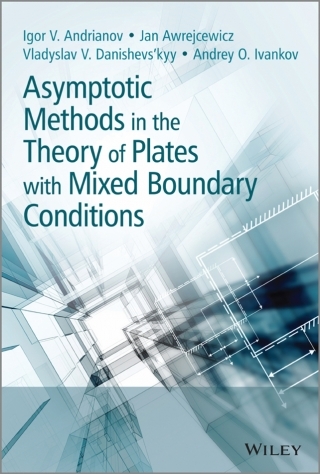 Igor V. Andrianov • Jan Awrejcewicz
Vladyslav V. Danishevs'kyy • Andrey O. Ivankov
Asymptotic
Methods in the
Theory of Plates
with Mixed Boundary
Conditions
WILEY